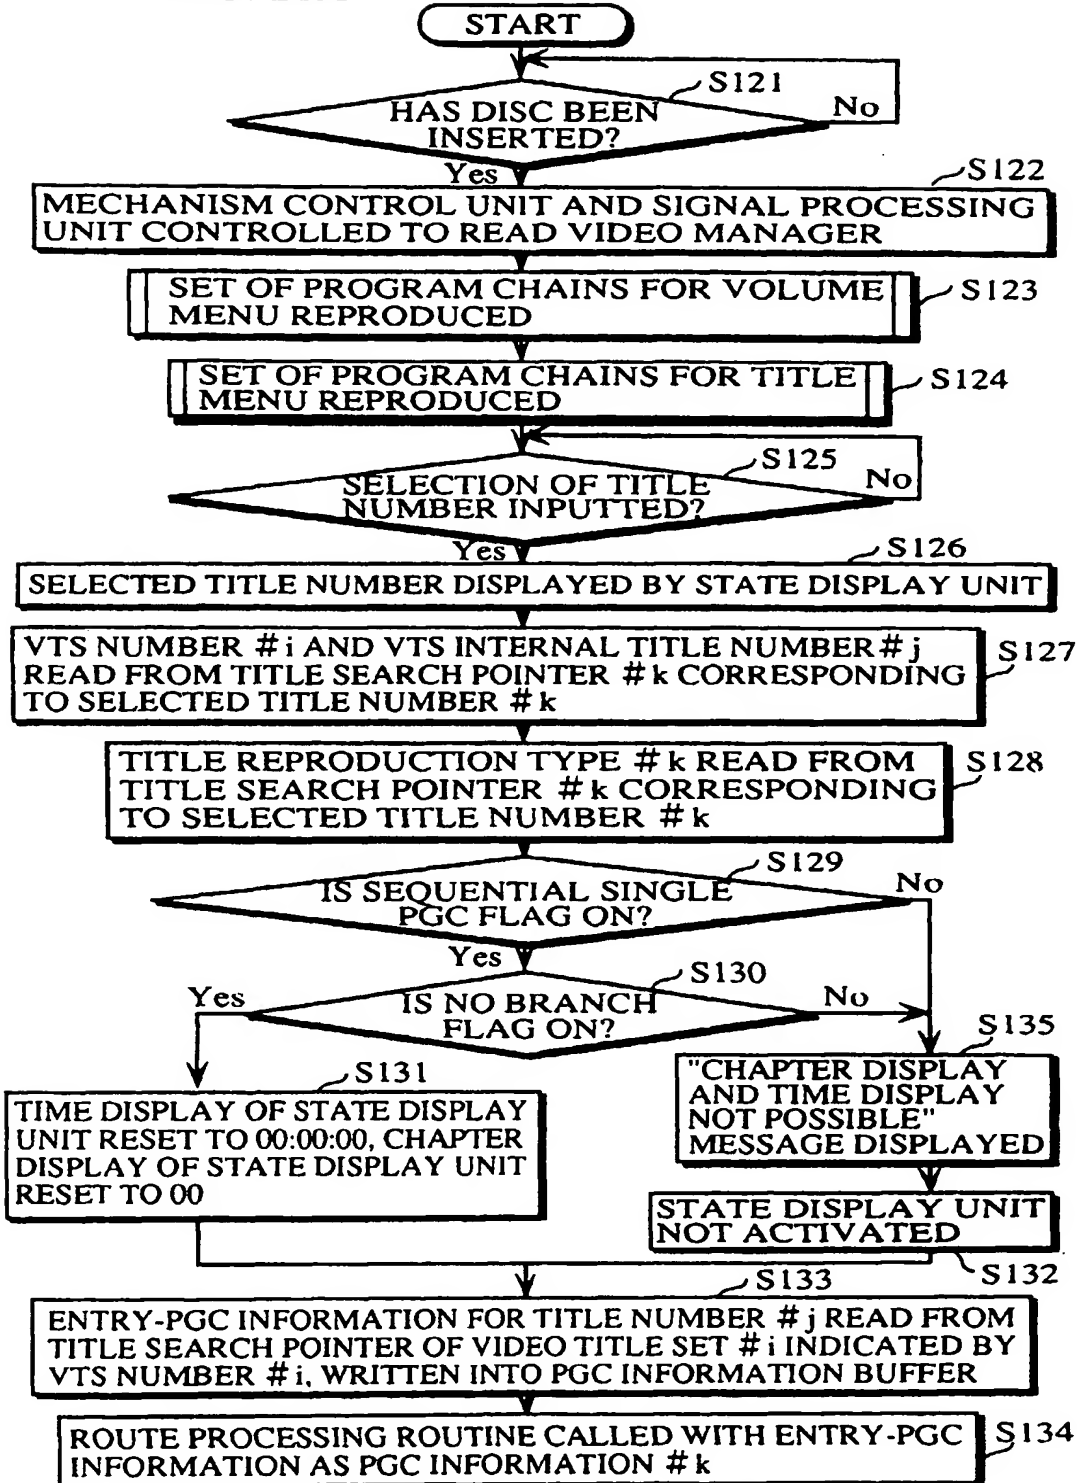 START
S121
HAS DISC BEEN
INSERTED?
No
Yes
S122
MECHANISM CONTROL UNIT AND SIGNAL PROCESSING
UNIT CONTROLLED TO READ VIDEO MANAGER
SET OF PROGRAM CHAINS FOR VOLUME
MENU REPRODUCED
S123
SET OF PROGRAM CHAINS FOR TITLE
MENU REPRODUCED
S124
S125
SELECTION OF TITLE
NUMBER INPUTTED?
No
Yes
S126
SELECTED TITLE NUMBER DISPLAYED BY STATE DISPLAY UNIT
VTS NUMBER #i AND VTS INTERNAL TITLE NUMBER #j
READ FROM TITLE SEARCH POINTER #k CORRESPONDING
TO SELECTED TITLE NUMBER #k
S127
TITLE REPRODUCTION TYPE #k READ FROM
TITLE SEARCH POINTER #k CORRESPONDING
TO SELECTED TITLE NUMBER #k
S128
S129
IS SEQUENTIAL SINGLE
PGC FLAG ON?
No
Yes
S130
Yes
IS NO BRANCH
FLAG ON?
No
S135
"CHAPTER DISPLAY
AND TIME DISPLAY
NOT POSSIBLE"
MESSAGE DISPLAYED
S131
TIME DISPLAY OF STATE DISPLAY
UNIT RESET TO 00:00:00, CHAPTER
DISPLAY OF STATE DISPLAY UNIT
RESET TO 00
STATE DISPLAY UNIT
NOT ACTIVATED
S132
S133
ENTRY-PGC INFORMATION FOR TITLE NUMBER #j READ FROM
TITLE SEARCH POINTER OF VIDEO TITLE SET #i INDICATED BY
VTS NUMBER #i, WRITTEN INTO PGC INFORMATION BUFFER
ROUTE PROCESSING ROUTINE CALLED WITH ENTRY-PGC
INFORMATION AS PGC INFORMATION #k
S134